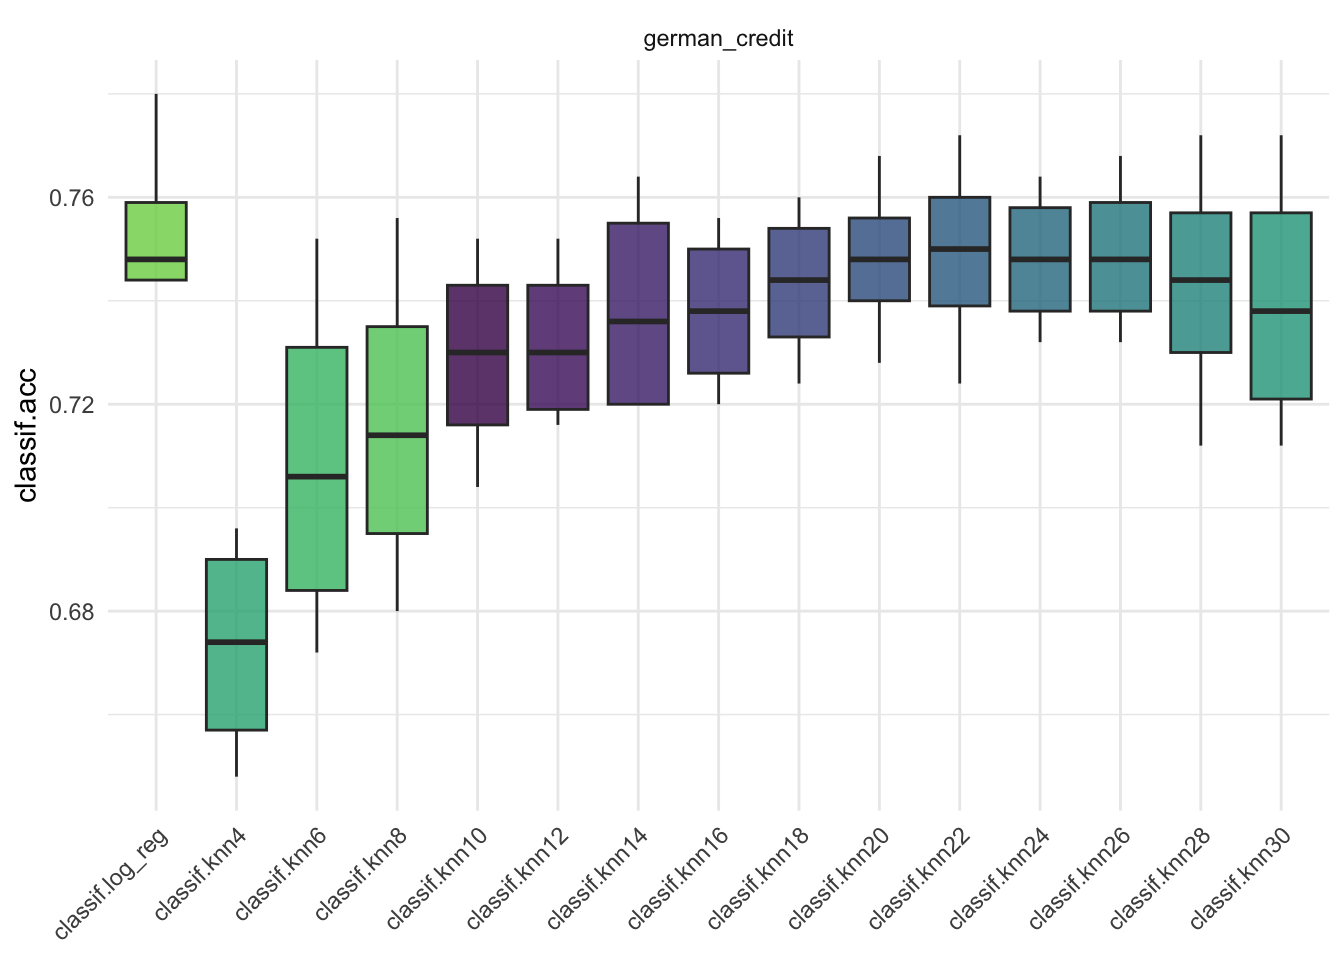 german_credit
classif.acc
0.76
0.72
0.68
classif.log_reg
classif.knn4
classif.knn6
classif.knn8
classif.knn10
classif.knn12
classif.knn14
classif.knn16
classif.knn18
classif.knn20
classif.knn22
classif.knn24
classif.knn26
classif.knn28
classif.knn30